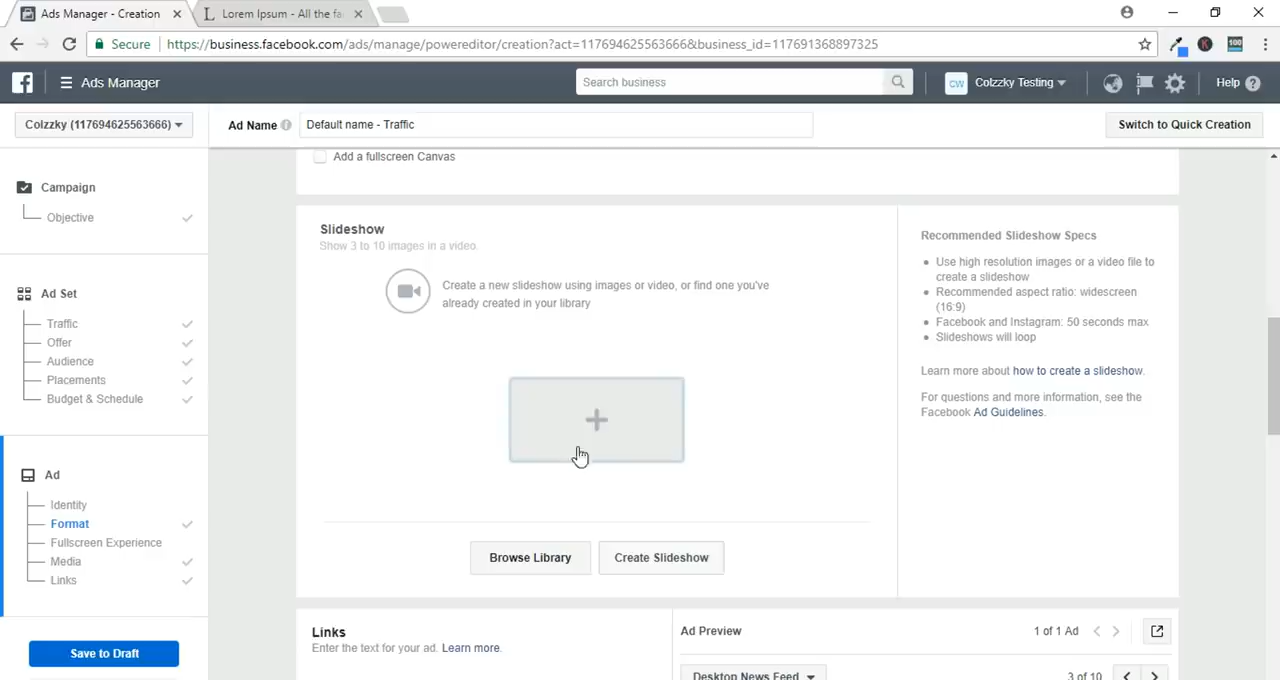 Ads Manager - Creation
Lorem Ipsum - All the fa
Secure
https://business.facebook.com/ads/manage/powereditor/creation?act=117694625563666&business_id=117691368897325
100
Ads Manager
Search business
CW
Colzzky Testing
Help
Colzzky (117694625563666)
Ad Name
Default name - Traffic
Switch to Quick Creation
Add a fullscreen Canvas
Campaign
Objective
Ad Set
Traffic
Offer
Audience
Placements
Budget & Schedule
Ad
Identity
Format
Fullscreen Experience
Media
Links
Save to Draft
Slideshow
Show 3 to 10 images in a video.
Create a new slideshow using images or video, or find one you've
already created in your library
Browse Library
Create Slideshow
Recommended Slideshow Specs
Use high resolution images or a video file to
create a slideshow
Recommended aspect ratio: widescreen
(16:9)
Facebook and Instagram: 50 seconds max
Slideshows will loop
Learn more about how to create a slideshow.
For questions and more information, see the
Facebook Ad Guidelines.
Links
Enter the text for your ad. Learn more.
Ad Preview
1 of 1 Ad
Desktop News Feed
3 of 10